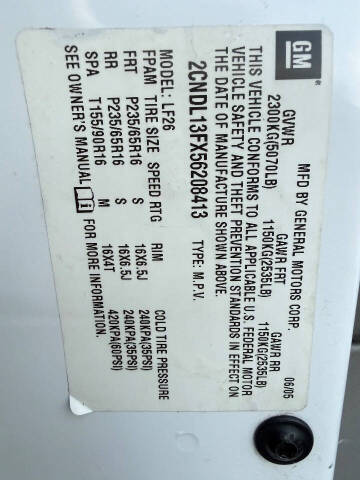 GM
MFD BY GENERAL MOTORS CORP. 06/05
GVWR GAWR FRT GAWR RR
2300KG(5070LB) 1150KG(2535LB) 1150KG(2535LB)
THIS VEHICLE CONFORMS TO ALL APPLICABLE U.S. FEDERAL MOTOR
VEHICLE SAFETY AND THEFT PREVENTION STANDARDS IN EFFECT ON
THE DATE OF MANUFACTURE SHOWN ABOVE.
2CNDL13FX56208413 TYPE: M.P.V.
MODEL: LF26
FPAM TIRE SIZE SPEED RTG RIM COLD TIRE PRESSURE
FRT P235/65R16 S 16X6.5J 240KPA(35PSI)
RR P235/65R16 S 16X6.5J 240KPA(35PSI)
SPA T155/90R16 M 16X4T 420KPA(60PSI)
SEE OWNER'S MANUAL i FOR MORE INFORMATION.